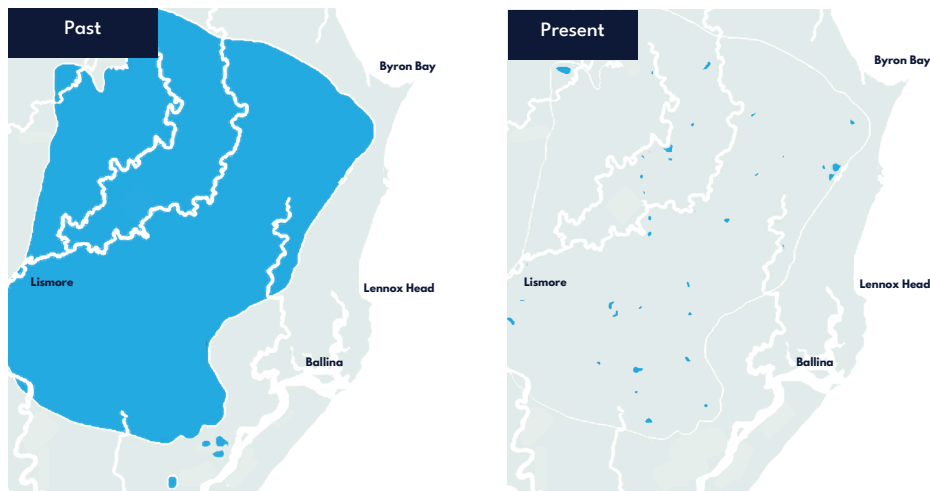 Past
Byron Bay
Lismore
Lennox Head
Ballina
Present
Byron Bay
Lismore
Lennox Head
Ballina